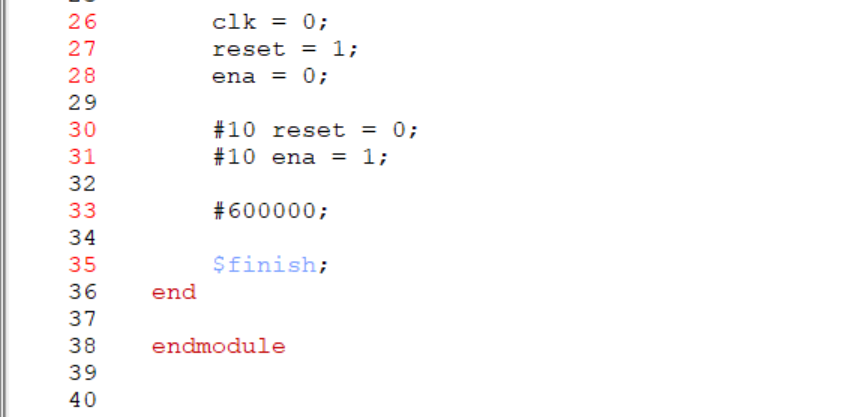 26 clk = 0;
27 reset = 1;
28 ena = 0;
29
30 #10 reset = 0;
31 #10 ena = 1;
32
33 #600000;
34
35 $finish;
36 end
37
38 endmodule
39
40